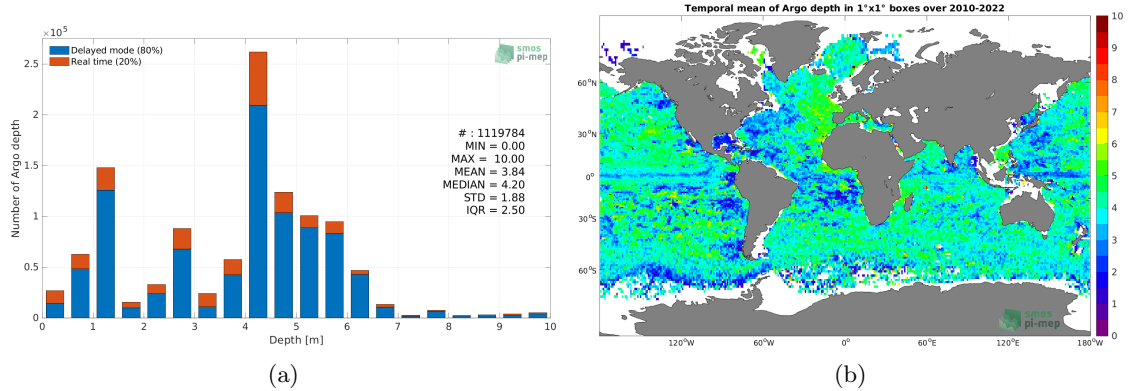 ×10⁵
Delayed mode (80%)
Real time (20%)
smos
pi-mep
# : 1119784
MIN = 0.00
MAX = 10.00
MEAN = 3.84
MEDIAN = 4.20
STD = 1.88
IQR = 2.50
Number of Argo depth
2.5
2
1.5
1
0.5
0
0 1 2 3 4 5 6 7 8 9 10
Depth [m]
(a)
Temporal mean of Argo depth in 1°x1° boxes over 2010-2022
60°N
30°N
0°
30°S
60°S
120°W 60°W 0° 60°E 120°E 180°W
smos
pi-mep
10
9
8
7
6
5
4
3
2
1
0
(b)